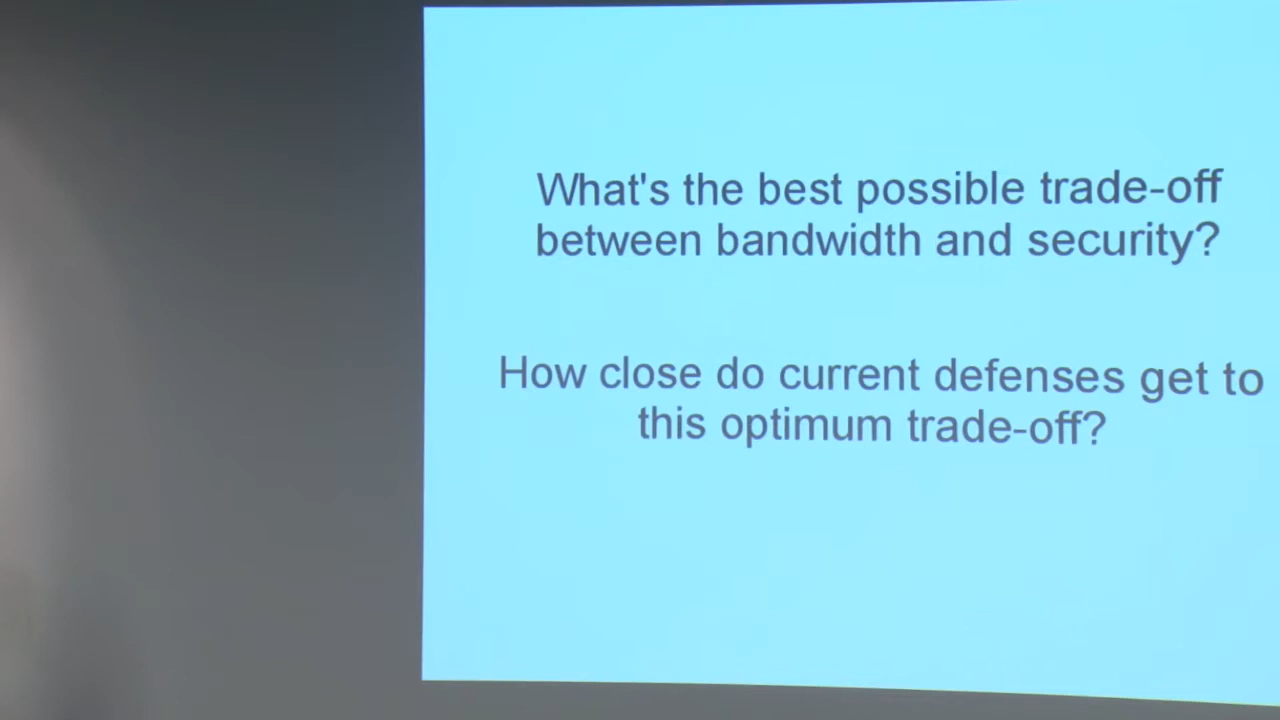 What's the best possible trade-off
between bandwidth and security?
How close do current defenses get to
this optimum trade-off?